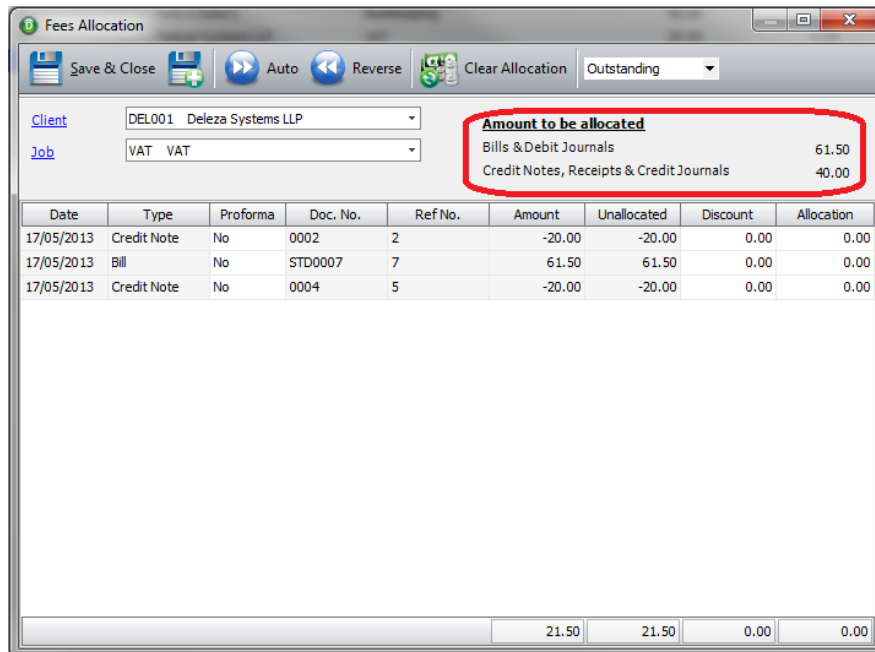 Fees Allocation
Save & Close Auto Reverse Clear Allocation Outstanding
Client DEL001 Deleza Systems LLP
Job VAT VAT
Amount to be allocated
Bills & Debit Journals 61.50
Credit Notes, Receipts & Credit Journals 40.00
Date Type Proforma Doc. No. Ref No. Amount Unallocated Discount Allocation
17/05/2013 Credit Note No 0002 2 -20.00 -20.00 0.00 0.00
17/05/2013 Bill No STD0007 7 61.50 61.50 0.00 0.00
17/05/2013 Credit Note No 0004 5 -20.00 -20.00 0.00 0.00
21.50 21.50 0.00 0.00